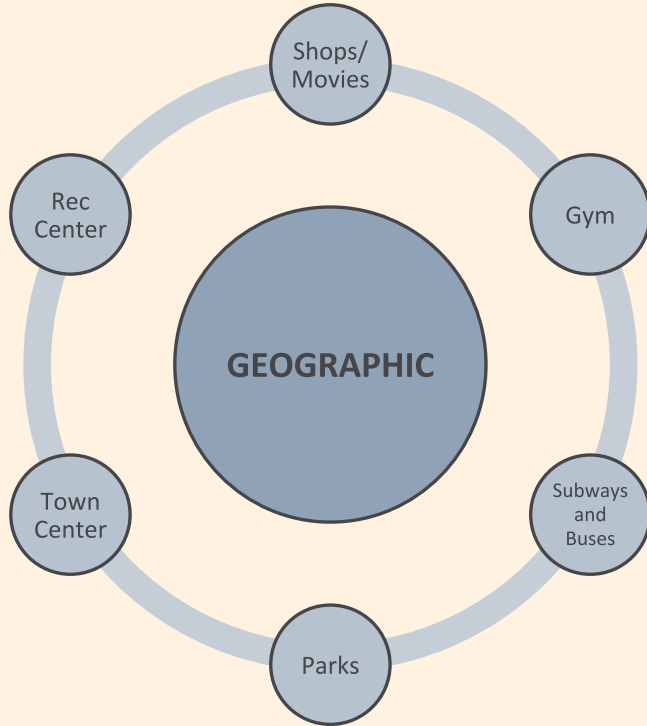 Shops/
Movies
Rec
Center
Gym
GEOGRAPHIC
Town
Center
Subways
and
Buses
Parks